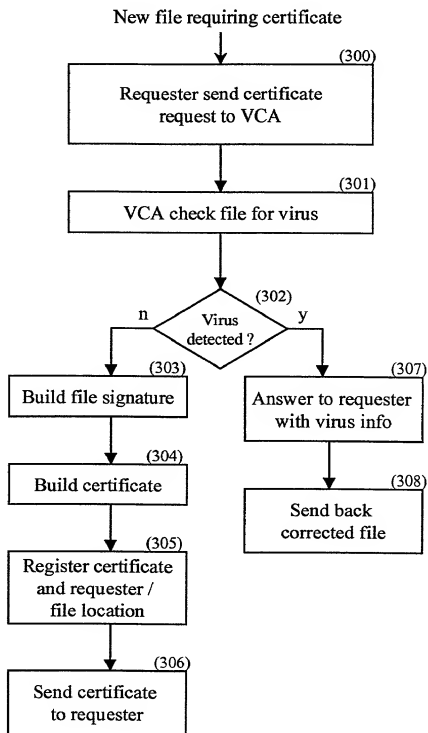 New file requiring certificate
(300)
Requester send certificate
request to VCA
(301)
VCA check file for virus
(302)
n
Virus
detected ?
y
(303)
Build file signature
(304)
Build certificate
(305)
Register certificate
and requester /
file location
(306)
Send certificate
to requester
(307)
Answer to requester
with virus info
(308)
Send back
corrected file